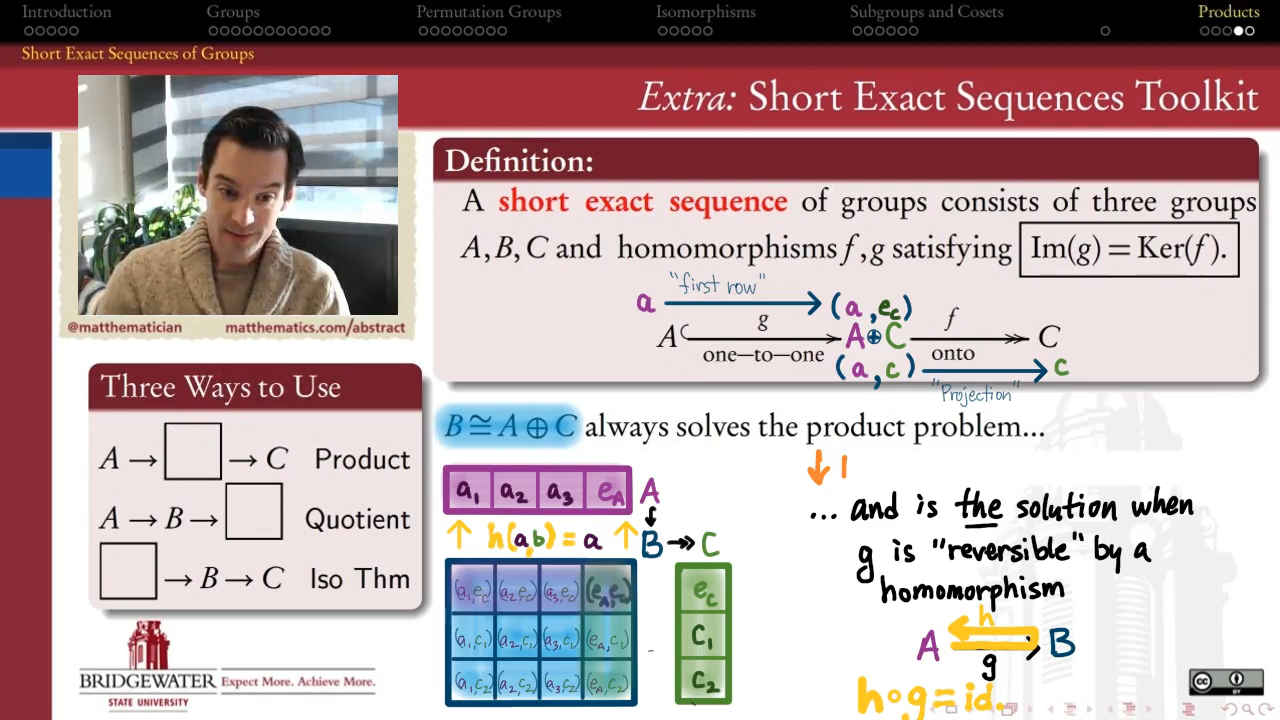 Introduction Groups Permutation Groups Isomorphisms Subgroups and Cosets Products
Short Exact Sequences of Groups
Extra: Short Exact Sequences Toolkit
@matthematician matthematics.com/abstract
Definition:
A short exact sequence of groups consists of three groups
A, B, C and homomorphisms f, g satisfying Im(g) = Ker(f).
"first row"
a → (a, e_C)
A g one—to—one A⊕C f onto C
(a, c) → c
"Projection"
Three Ways to Use
A → □ → C Product
A → B → □ Quotient
□ → B → C Iso Thm
B ≅ A ⊕ C always solves the product problem...
↓ !
... and is the solution when
g is "reversible" by a
homomorphism
h
A B
g
h∘g = id.
a₁ a₂ a₃ e_A A
↑ h(a,b) = a ↑ B ↠ C
(a₁,e_C) (a₂,e_C) (a₃,e_C) (e_A,e_C) e_C
(a₁,c₁) (a₂,c₁) (a₃,c₁) (e_A,c₁) c₁
(a₁,c₂) (a₂,c₂) (a₃,c₂) (e_A,c₂) c₂
BRIDGEWATER Expect More. Achieve More.
STATE UNIVERSITY
CC BY